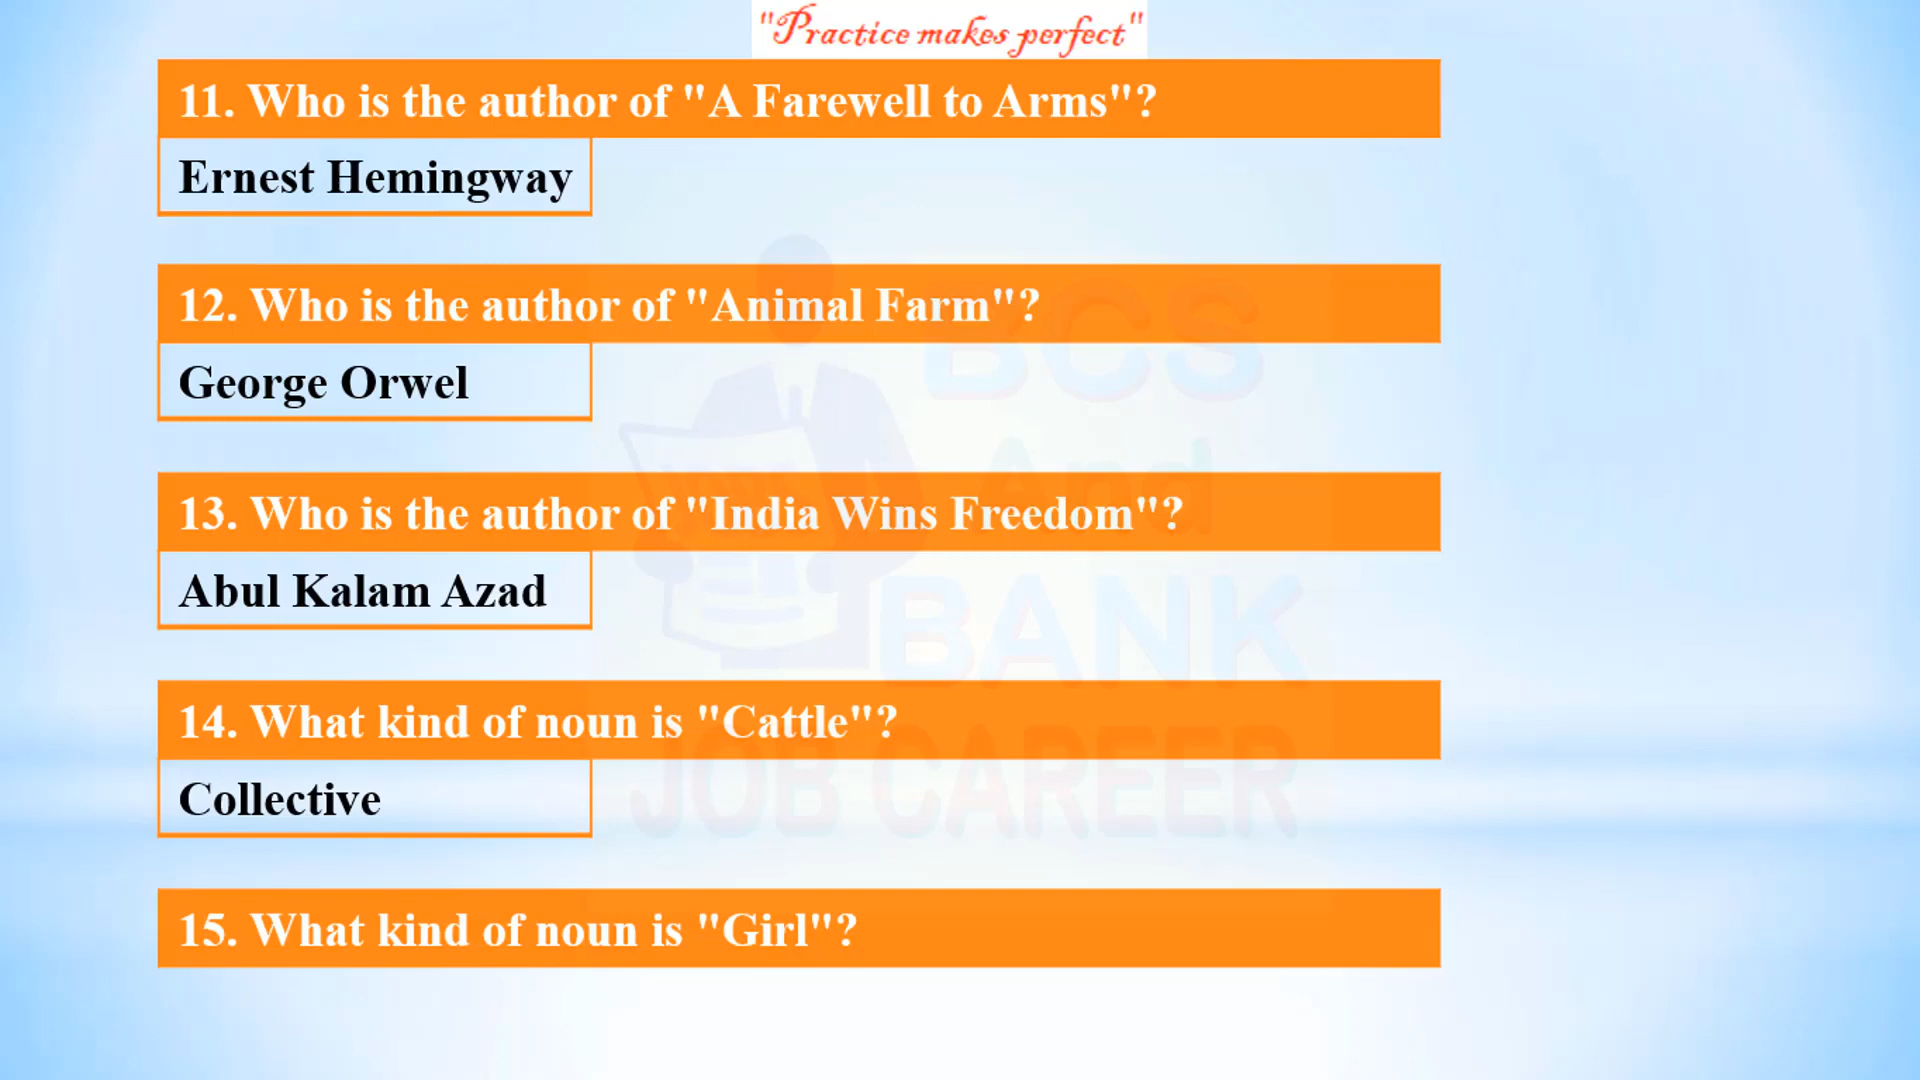 "Practice makes perfect"
11. Who is the author of "A Farewell to Arms"?
Ernest Hemingway
12. Who is the author of "Animal Farm"?
George Orwel
13. Who is the author of "India Wins Freedom"?
Abul Kalam Azad
14. What kind of noun is "Cattle"?
Collective
15. What kind of noun is "Girl"?
BCS
And
BANK
JOB CAREER